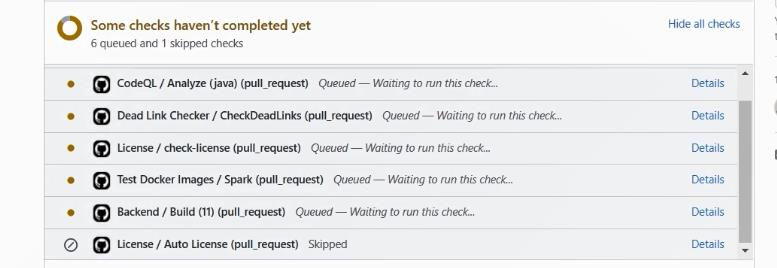 Some checks haven't completed yet
Hide all checks
6 queued and 1 skipped checks
CodeQL / Analyze (java) (pull_request) Queued — Waiting to run this check...
Details
Dead Link Checker / CheckDeadLinks (pull_request) Queued — Waiting to run this check...
Details
License / check-license (pull_request) Queued — Waiting to run this check...
Details
Test Docker Images / Spark (pull_request) Queued — Waiting to run this check...
Details
Backend / Build (11) (pull_request) Queued — Waiting to run this check...
Details
License / Auto License (pull_request) Skipped
Details